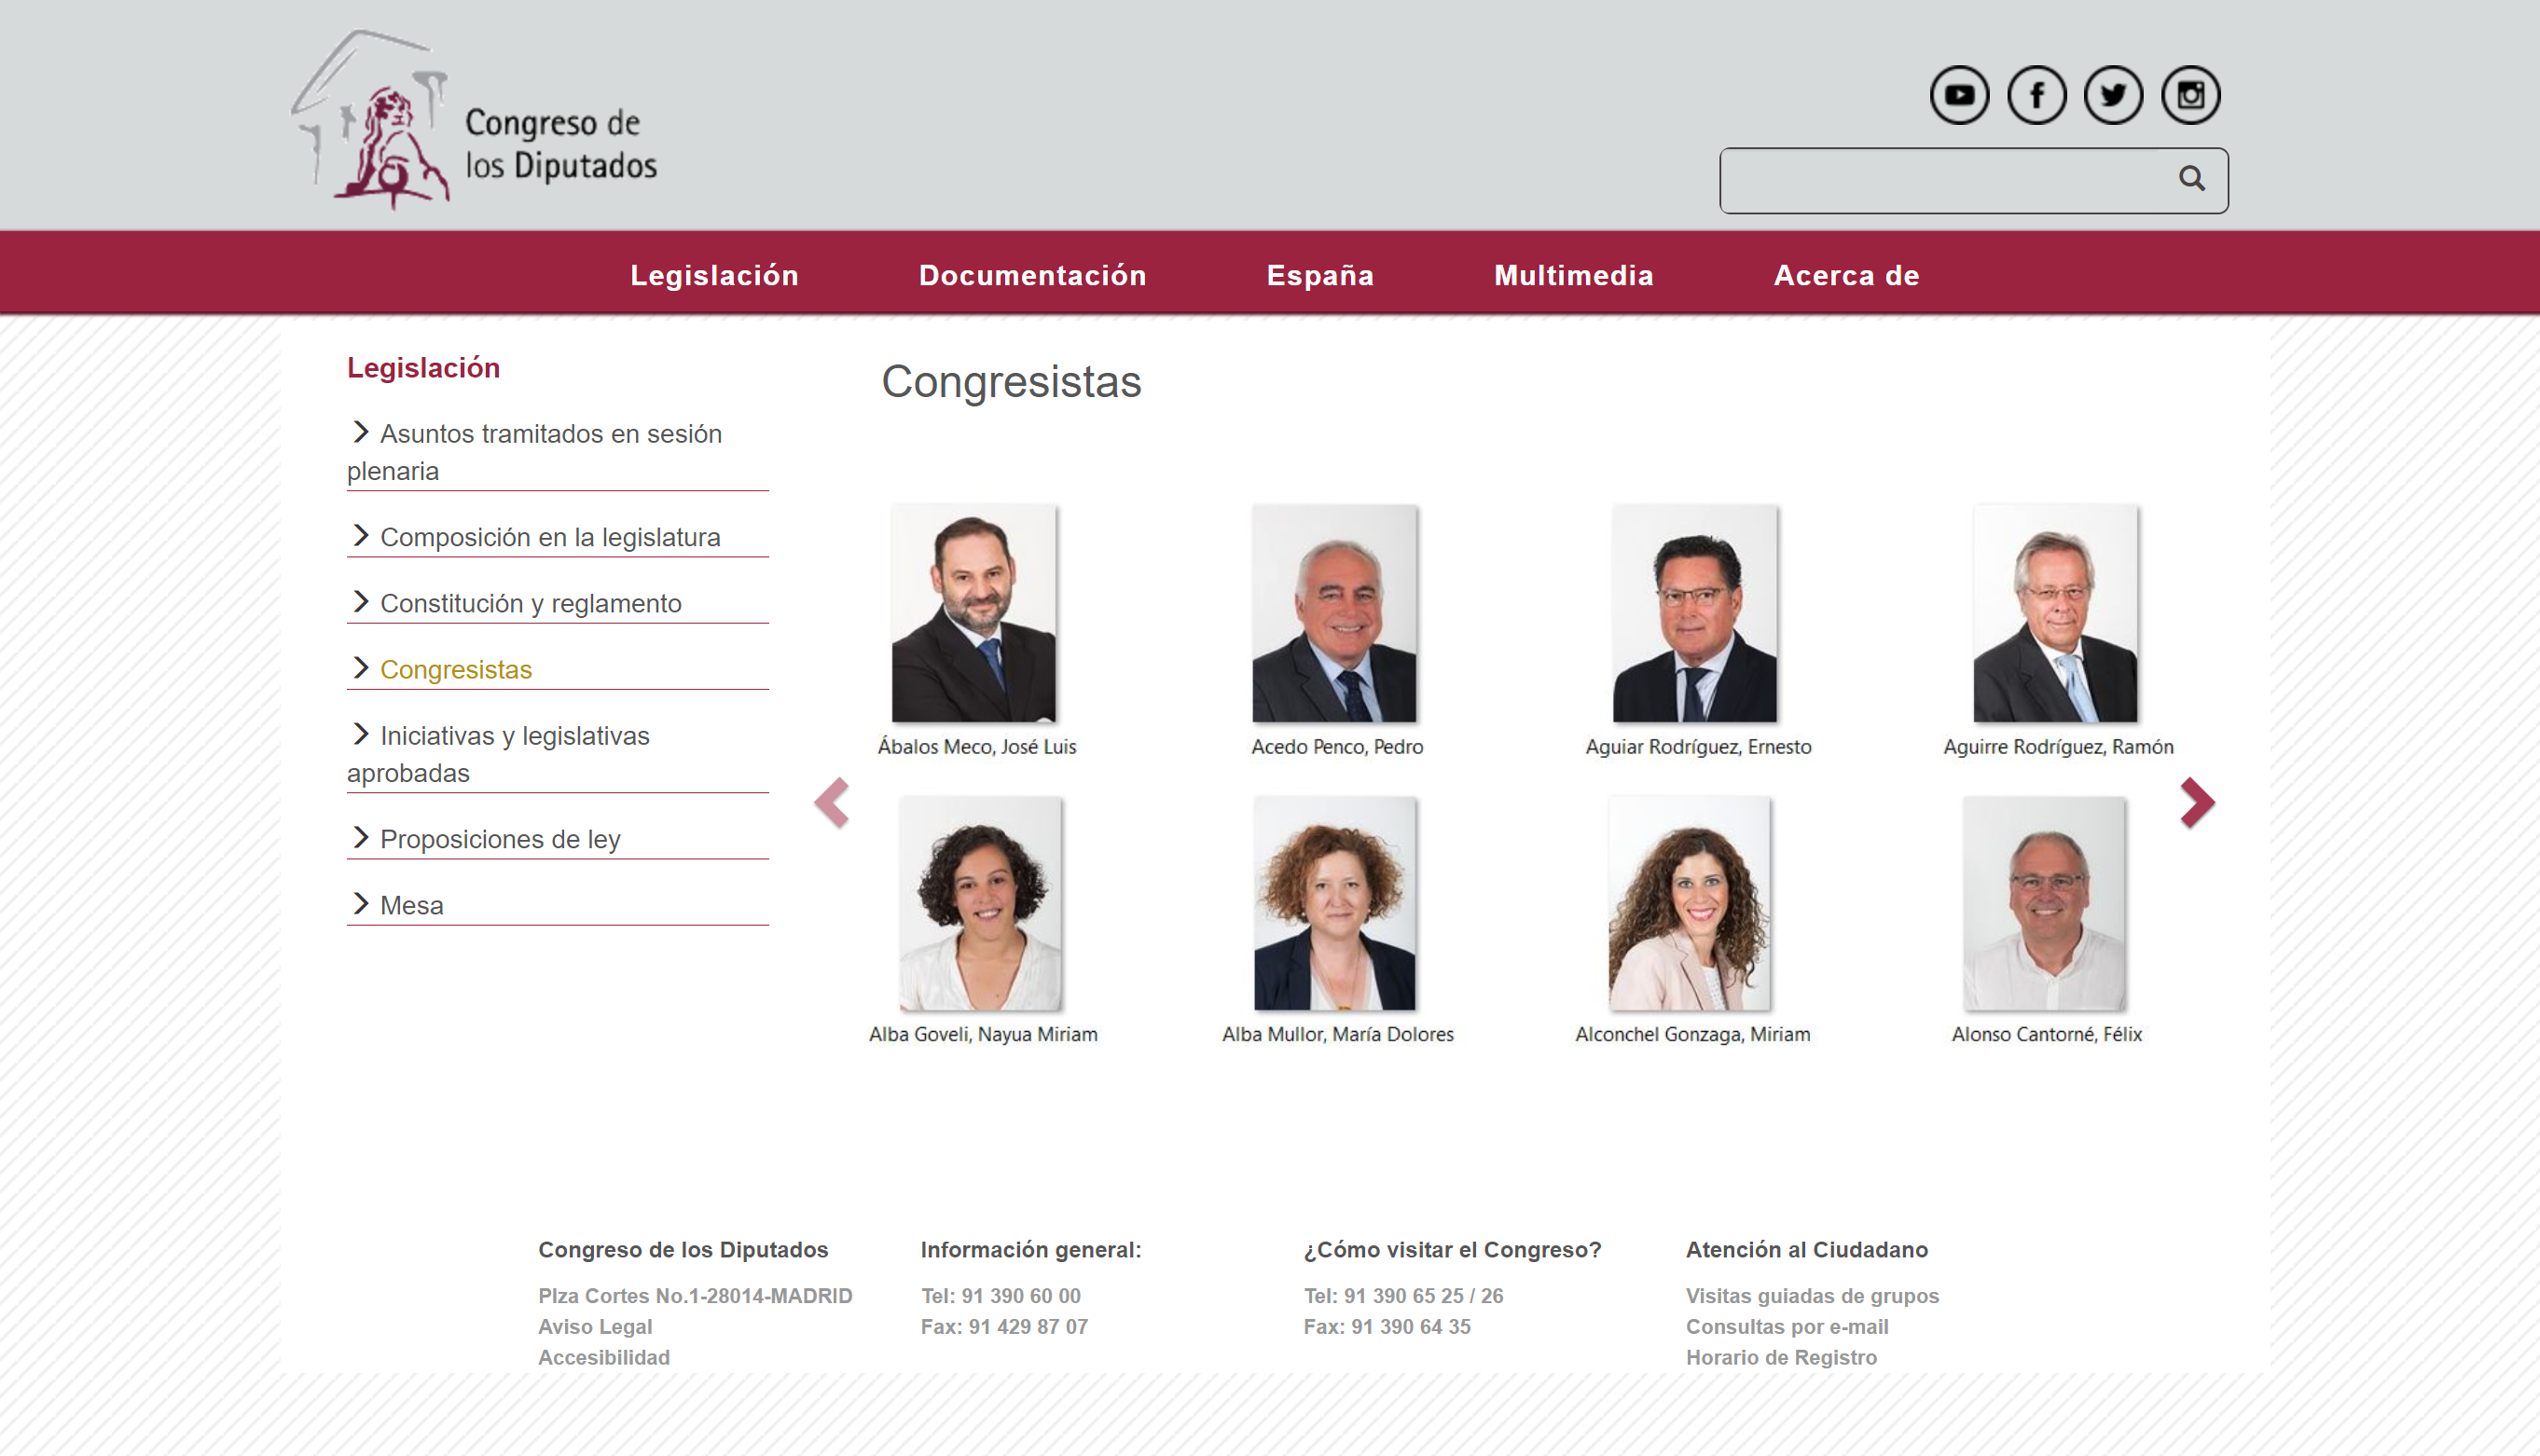 Congreso de
los Diputados
Legislación
Documentación
España
Multimedia
Acerca de
Legislación
Asuntos tramitados en sesión
plenaria
Composición en la legislatura
Constitución y reglamento
Congresistas
Iniciativas y legislativas
aprobadas
Proposiciones de ley
Mesa
Congresistas
Ábalos Meco, José Luis
Acedo Penco, Pedro
Aguiar Rodríguez, Ernesto
Aguirre Rodríguez, Ramón
Alba Goveli, Nayua Miriam
Alba Mullor, María Dolores
Alconchel Gonzaga, Miriam
Alonso Cantorné, Félix
Congreso de los Diputados
Plza Cortes No.1-28014-MADRID
Aviso Legal
Accesibilidad
Información general:
Tel: 91 390 60 00
Fax: 91 429 87 07
¿Cómo visitar el Congreso?
Tel: 91 390 65 25 / 26
Fax: 91 390 64 35
Atención al Ciudadano
Visitas guiadas de grupos
Consultas por e-mail
Horario de Registro